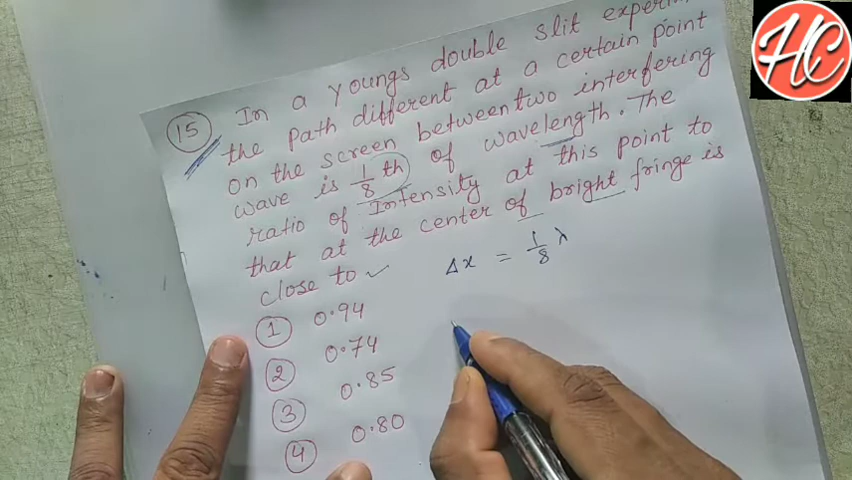 HC
15 In a youngs double slit experim
the path different at a certain point
on the screen between two interfering
wave is 1/8 th of wavelength. The
ratio of Intensity at this point to
that at the center of bright fringe is
close to
Δx = 1/8 λ
1 0.94
2 0.74
3 0.85
4 0.80